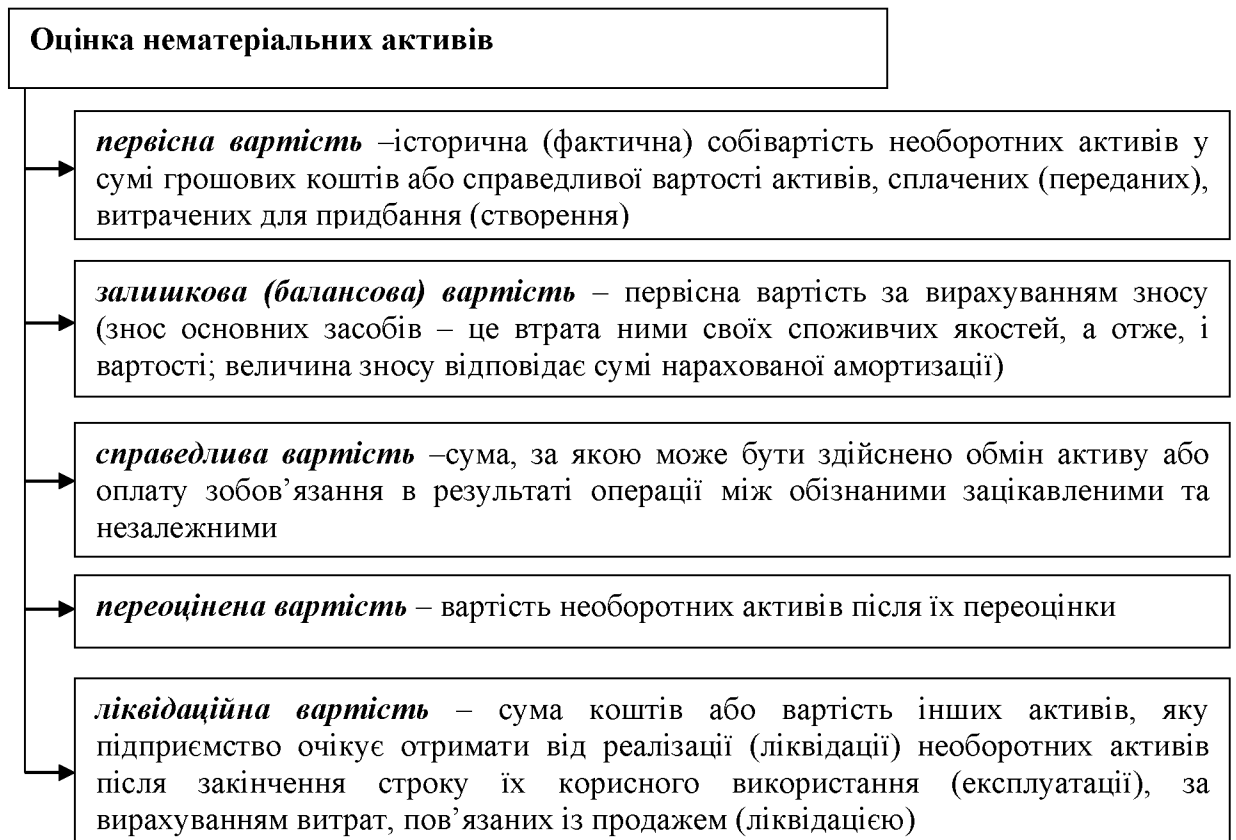 Оцінка нематеріальних активів
первісна вартість –історична (фактична) собівартість необоротних активів у
сумі грошових коштів або справедливої вартості активів, сплачених (переданих),
витрачених для придбання (створення)
залишкова (балансова) вартість – первісна вартість за вирахуванням зносу
(знос основних засобів – це втрата ними своїх споживчих якостей, а отже, і
вартості; величина зносу відповідає сумі нарахованої амортизації)
справедлива вартість –сума, за якою може бути здійснено обмін активу або
оплату зобов’язання в результаті операції між обізнаними зацікавленими та
незалежними
переоцінена вартість – вартість необоротних активів після їх переоцінки
ліквідаційна вартість – сума коштів або вартість інших активів, яку
підприємство очікує отримати від реалізації (ліквідації) необоротних активів
після закінчення строку їх корисного використання (експлуатації), за
вирахуванням витрат, пов’язаних із продажем (ліквідацією)